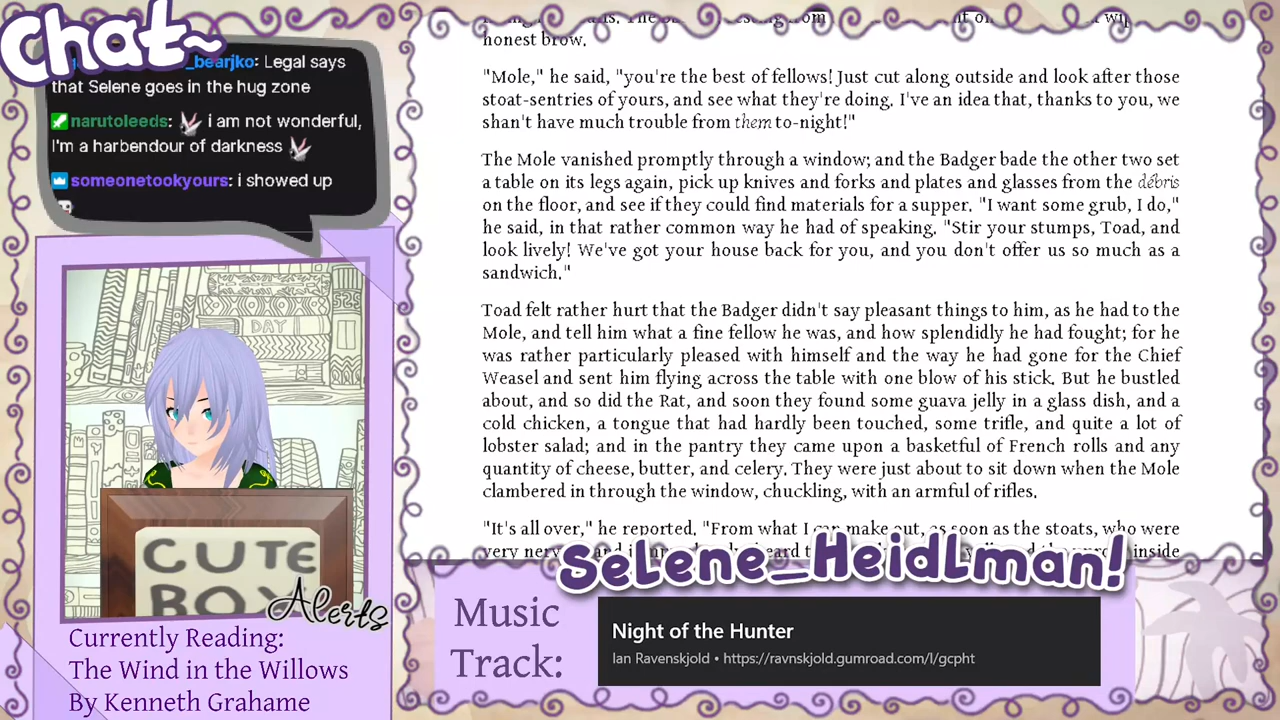 Chat~
_bearjko: Legal says
that Selene goes in the hug zone
narutoleeds: i am not wonderful,
I'm a harbendour of darkness
someonetookyours: i showed up
DAY
CUTE
BOX
Alerts
Currently Reading:
The Wind in the Willows
By Kenneth Grahame
honest brow.
"Mole," he said, "you're the best of fellows! Just cut along outside and look after those
stoat-sentries of yours, and see what they're doing. I've an idea that, thanks to you, we
shan't have much trouble from them to-night!"
The Mole vanished promptly through a window; and the Badger bade the other two set
a table on its legs again, pick up knives and forks and plates and glasses from the débris
on the floor, and see if they could find materials for a supper. "I want some grub, I do,"
he said, in that rather common way he had of speaking. "Stir your stumps, Toad, and
look lively! We've got your house back for you, and you don't offer us so much as a
sandwich."
Toad felt rather hurt that the Badger didn't say pleasant things to him, as he had to the
Mole, and tell him what a fine fellow he was, and how splendidly he had fought; for he
was rather particularly pleased with himself and the way he had gone for the Chief
Weasel and sent him flying across the table with one blow of his stick. But he bustled
about, and so did the Rat, and soon they found some guava jelly in a glass dish, and a
cold chicken, a tongue that had hardly been touched, some trifle, and quite a lot of
lobster salad; and in the pantry they came upon a basketful of French rolls and any
quantity of cheese, butter, and celery. They were just about to sit down when the Mole
clambered in through the window, chuckling, with an armful of rifles.
"It's all over," he reported. "From what I can make out, as soon as the stoats, who were
very inside
Selene_Heidlman!
Music
Track:
Night of the Hunter
Ian Ravenskjold • https://ravnskjold.gumroad.com/l/gcpht